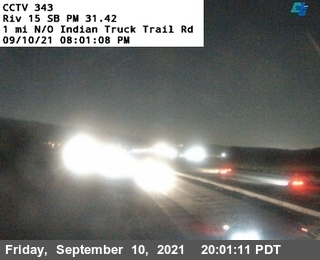 CCTV 343
Riv 15 SB PM 31.42
1 mi N/O Indian Truck Trail Rd
09/10/21 08:01:08 PM
Friday, September 10, 2021 20:01:11 PDT